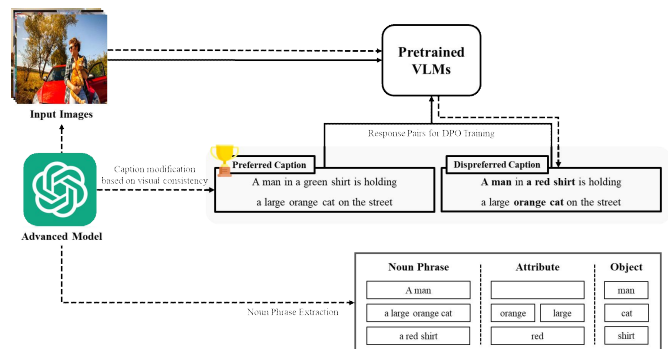 Pretrained
VLMs
Input Images
Response Pairs for DPO Training
Caption modification
based on visual consistency
Preferred Caption
A man in a green shirt is holding
a large orange cat on the street
Dispreferred Caption
A man in a red shirt is holding
a large orange cat on the street
Advanced Model
Noun Phrase Extraction
Noun Phrase
Attribute
Object
A man
man
a large orange cat
orange
large
cat
a red shirt
red
shirt